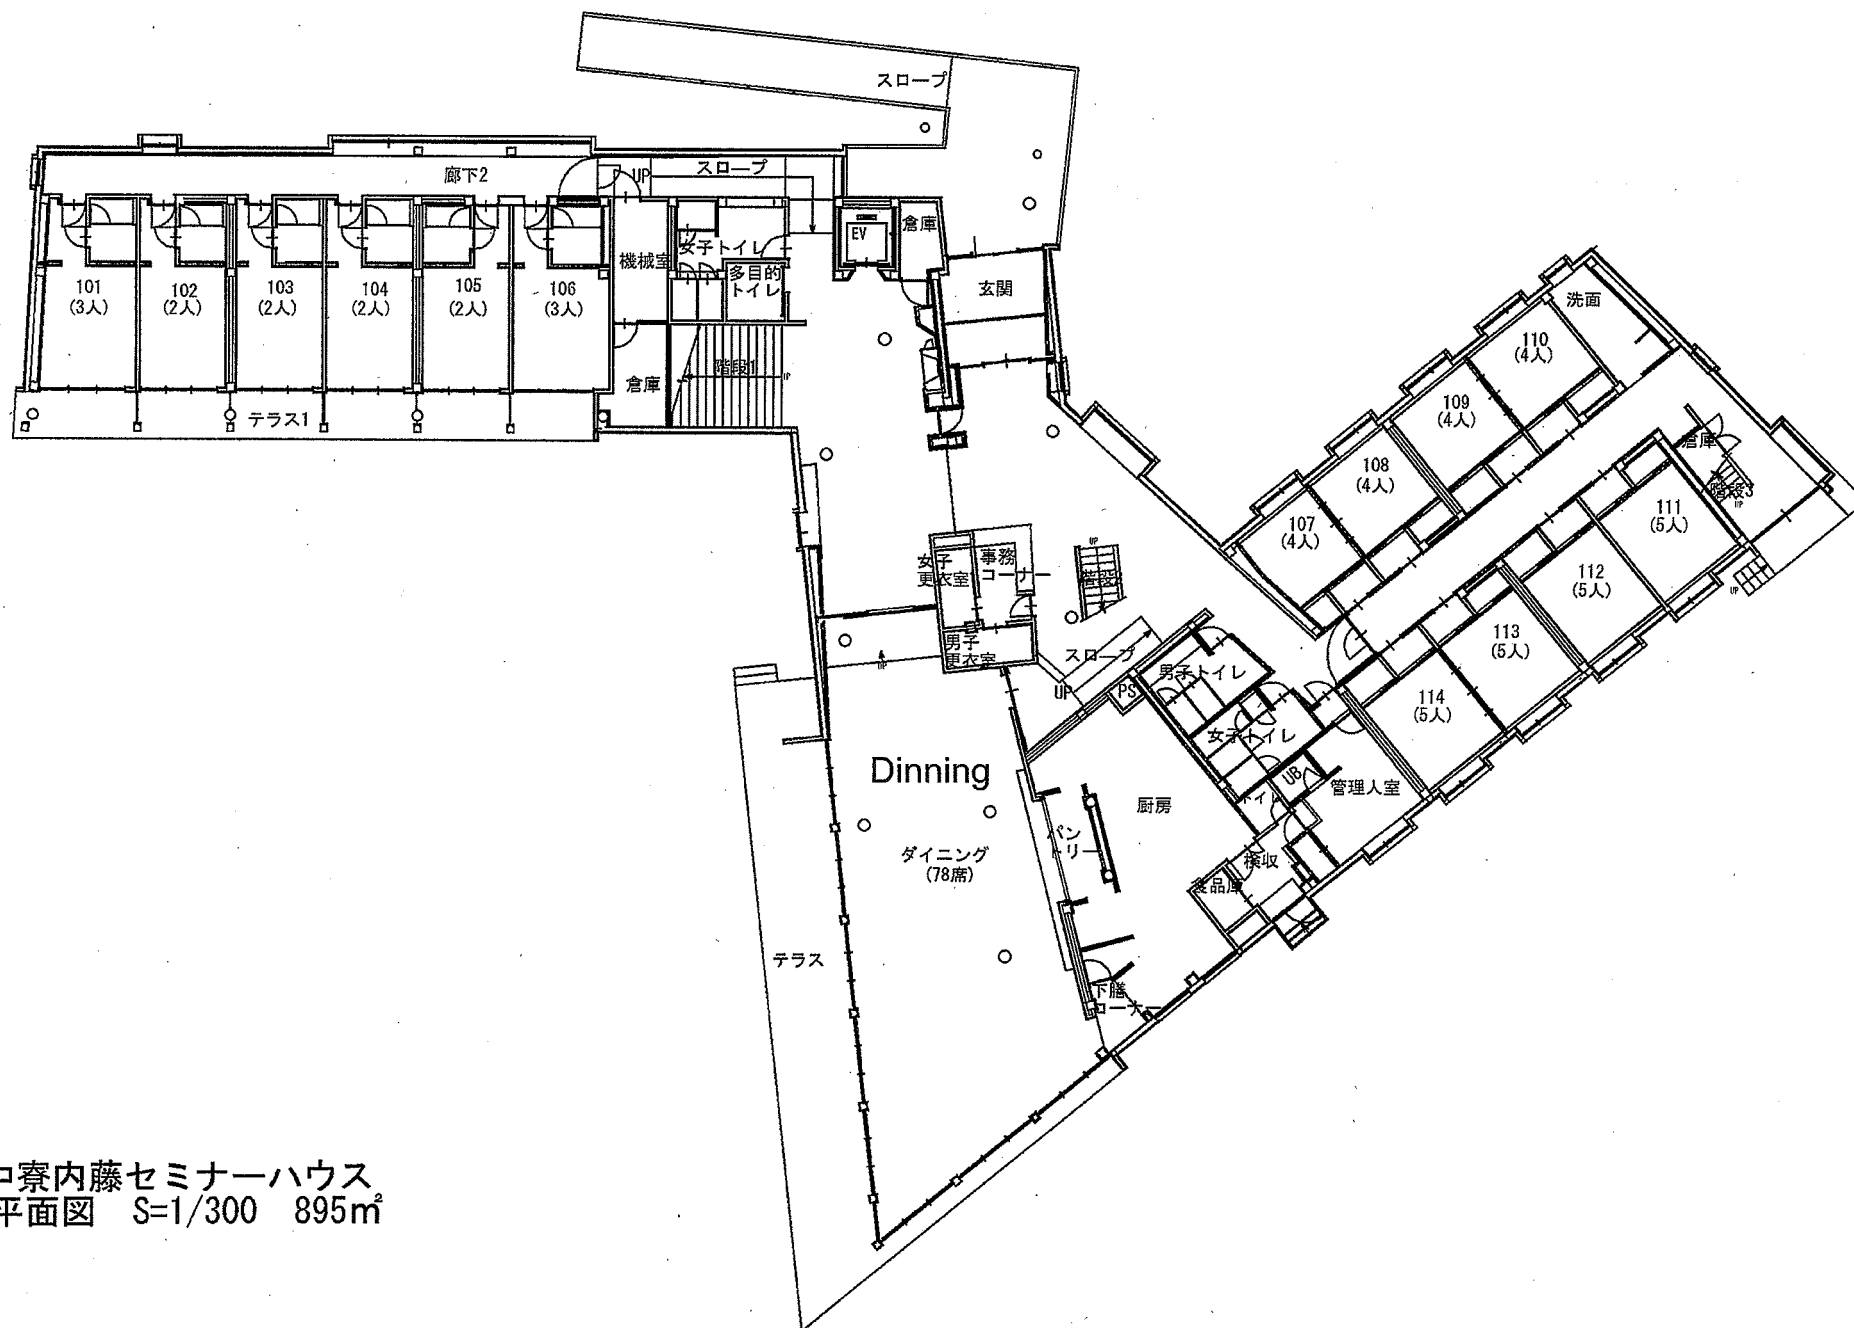 スロープ
廊下2
UP
スロープ
EV
倉庫
女子トイレ
機械室
多目的
トイレ
玄関
洗面
101
(3人)
102
(2人)
103
(2人)
104
(2人)
105
(2人)
106
(3人)
110
(4人)
109
(4人)
108
(4人)
107
(4人)
階段1
UP
倉庫
テラス1
倉庫
階段3
UP
111
(5人)
112
(5人)
113
(5人)
114
(5人)
UP
女子
更衣室
事務
コーナー
UP
男子
更衣室
UP
スロープ
UP
PS
男子トイレ
女子トイレ
UB
トイレ
管理人室
Dinning
厨房
パン
トリー
ダイニング
(78席)
検収
食品庫
テラス
下膳
コーナー
寮内藤セミナーハウス
平面図 S=1/300 895㎡